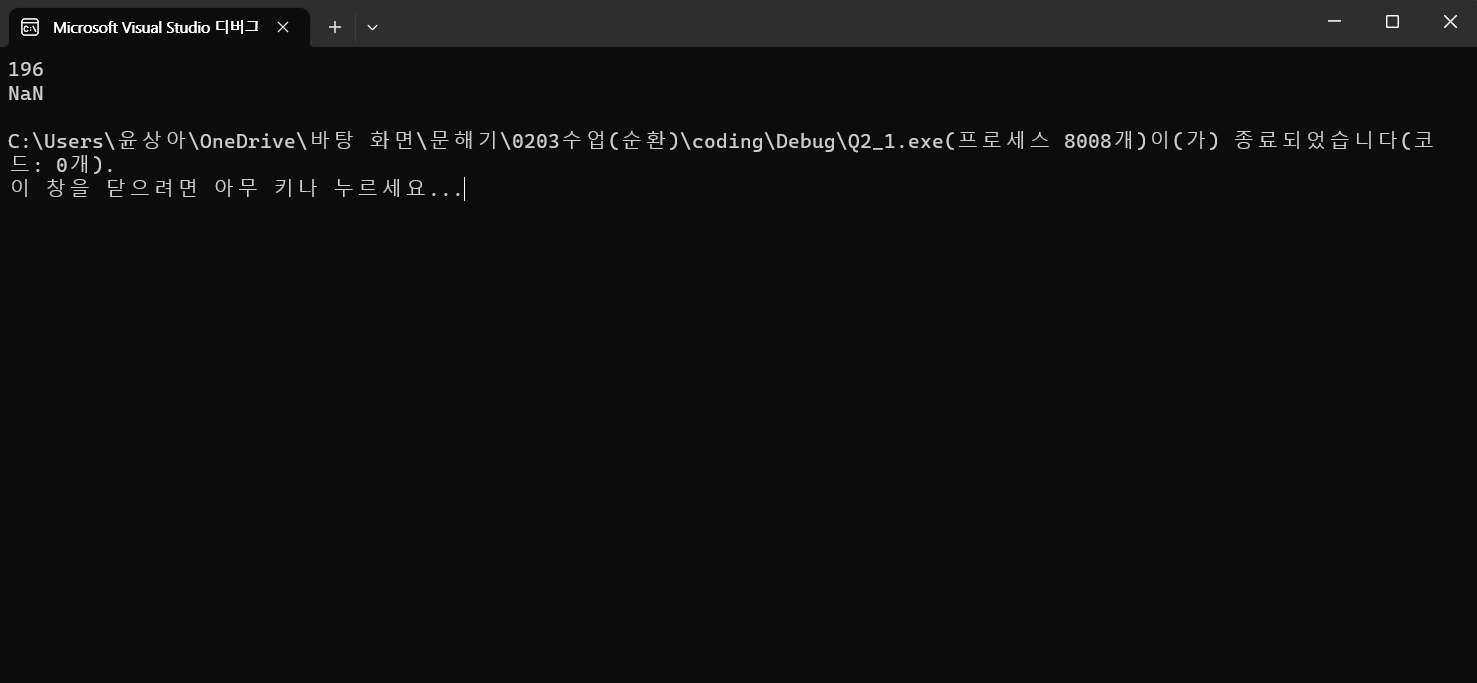 Microsoft Visual Studio 디버그
196
NaN
C:\Users\윤상아\OneDrive\바탕 화면\문해기\0203수업(순환)\coding\Debug\Q2_1.exe(프로세스 8008개)이(가) 종료되었습니다(코
드: 0개).
이 창을 닫으려면 아무 키나 누르세요...